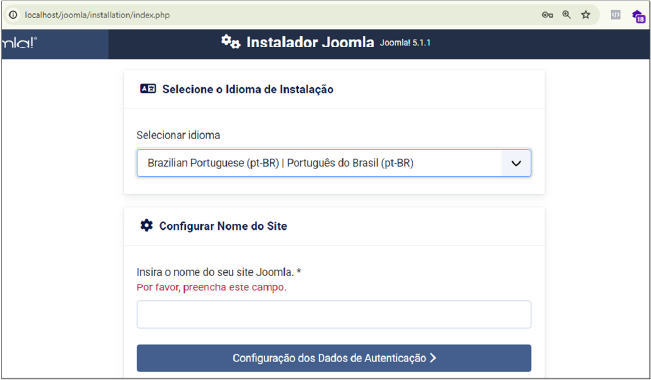 localhost/joomla/installation/index.php
18
mla!®
Instalador Joomla Joomla! 5.1.1
Selecione o Idioma de Instalação
Selecionar idioma
Brazilian Portuguese (pt-BR) | Português do Brasil (pt-BR)
Configurar Nome do Site
Insira o nome do seu site Joomla. *
Por favor, preencha este campo.
Configuração dos Dados de Autenticação